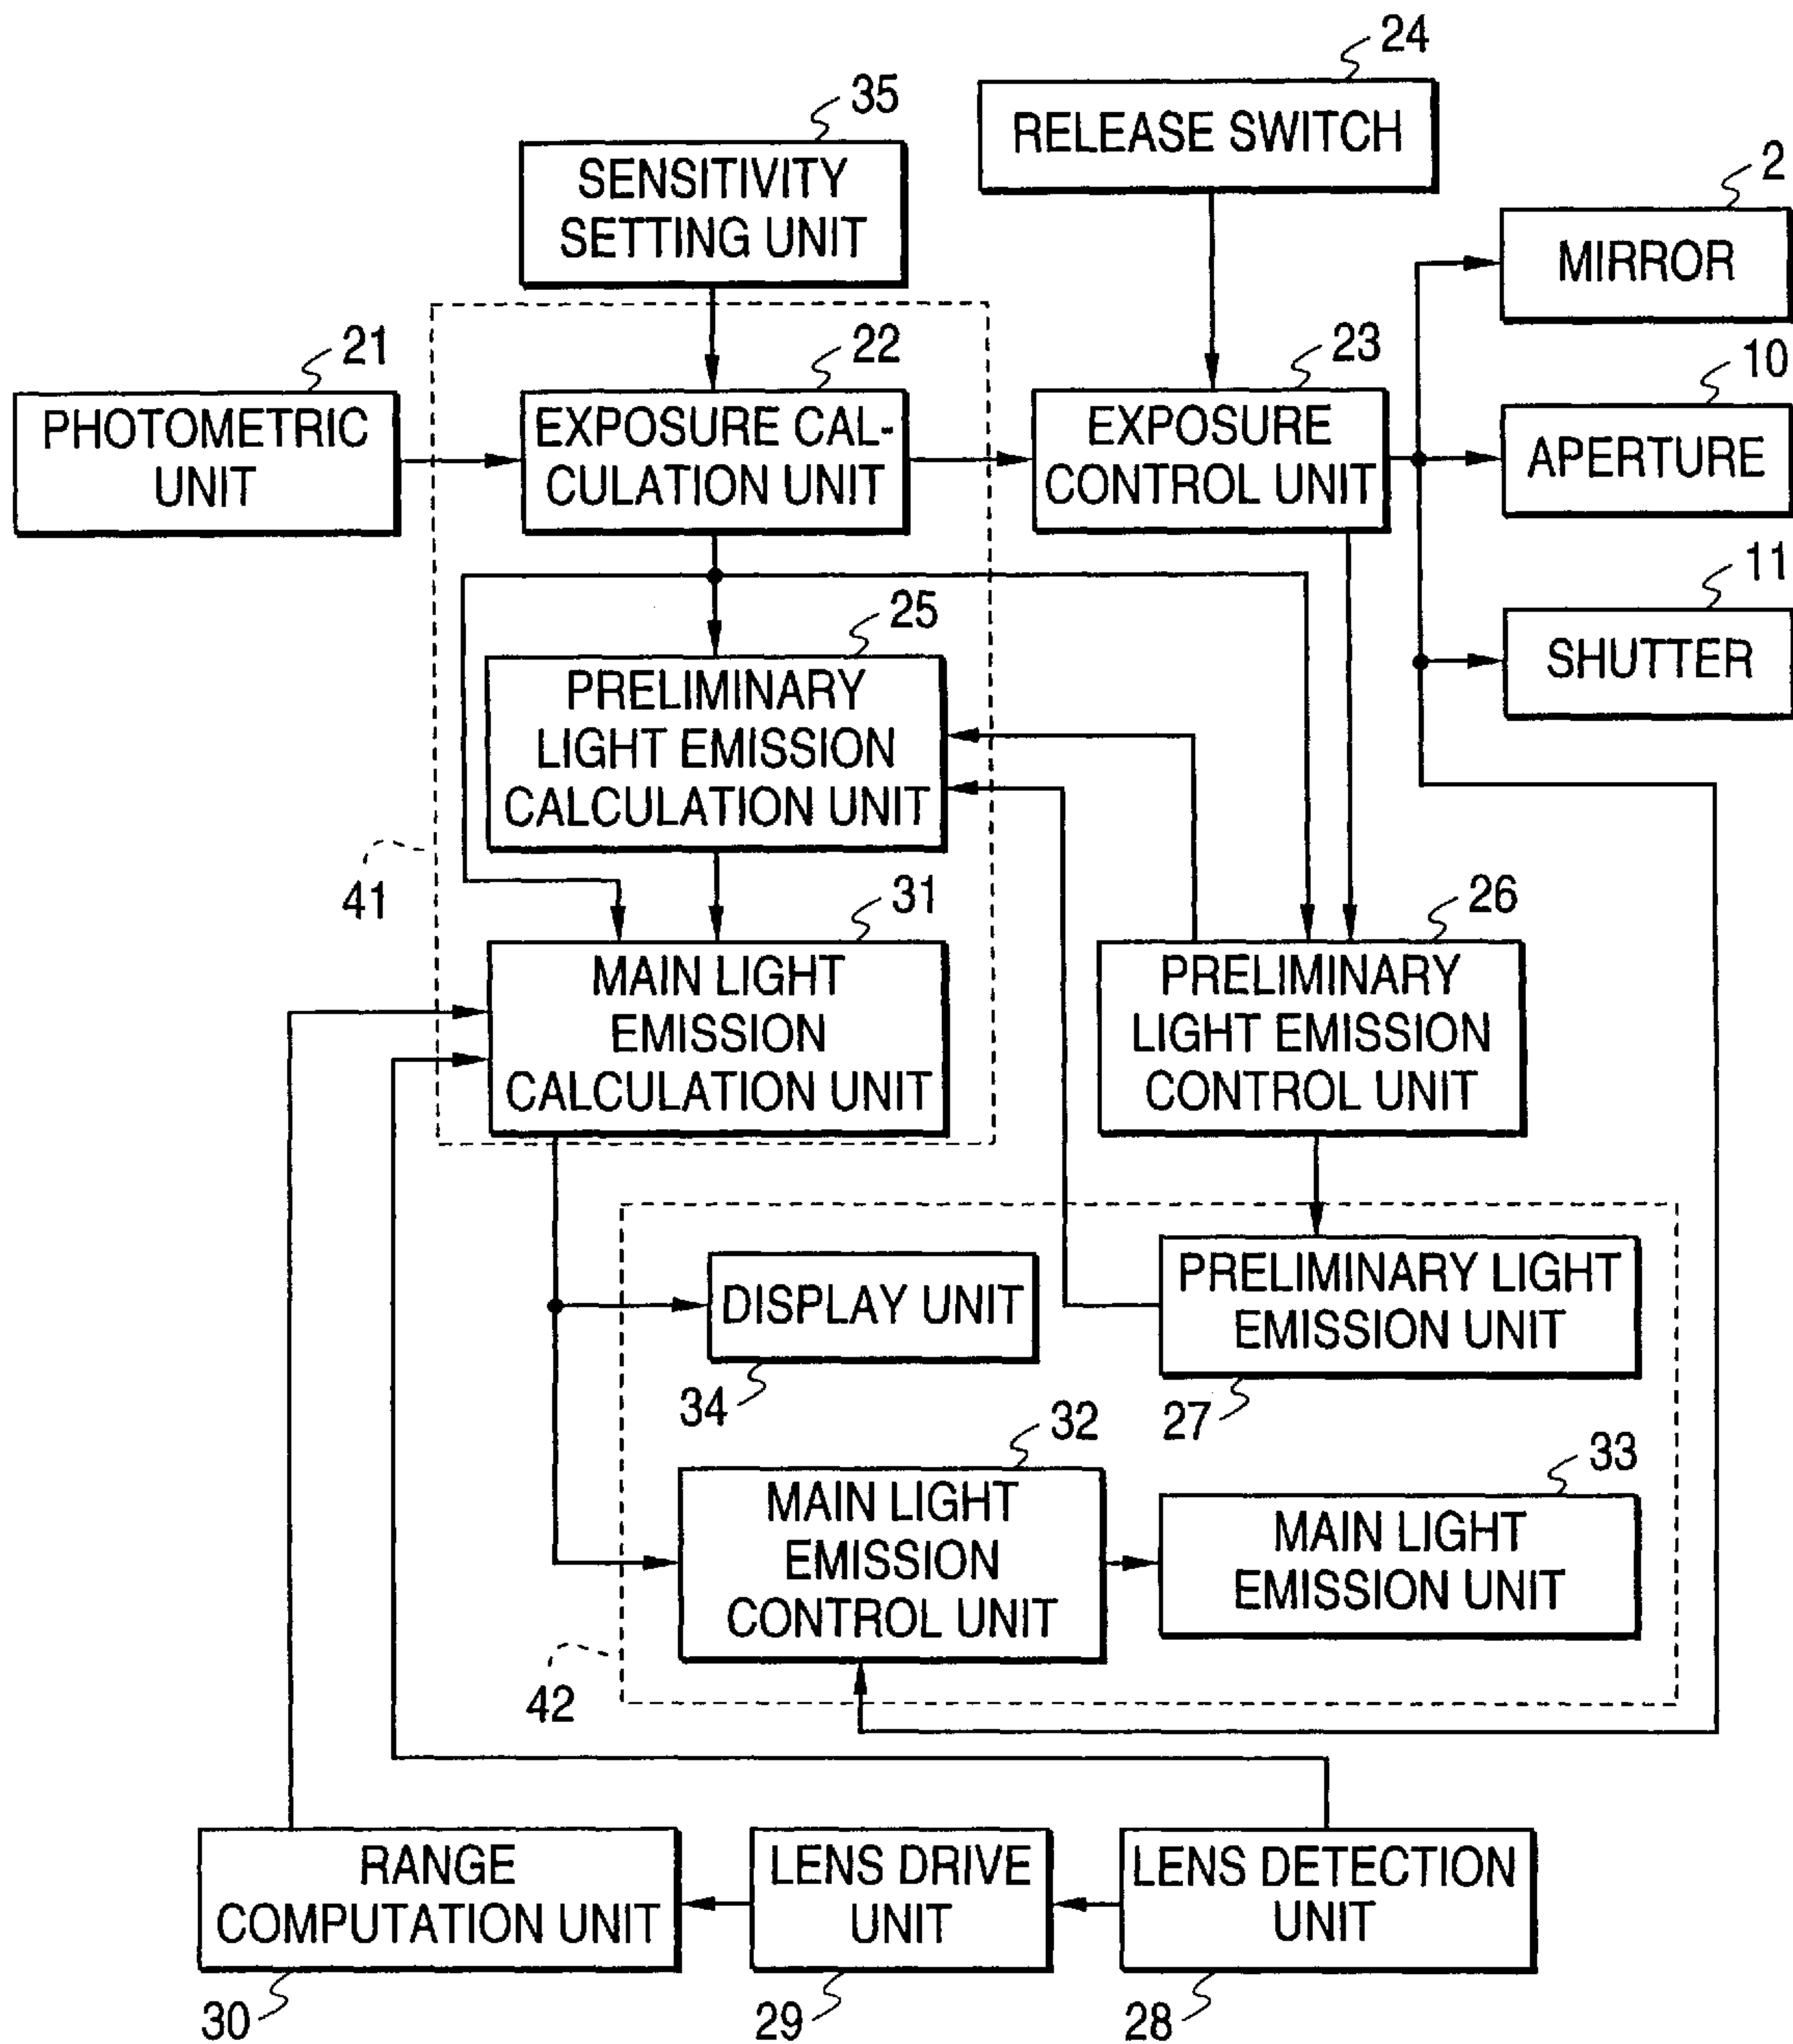 24
RELEASE SWITCH
35
SENSITIVITY
SETTING UNIT
2
MIRROR
21
PHOTOMETRIC
UNIT
22
EXPOSURE CAL-
CULATION UNIT
23
EXPOSURE
CONTROL UNIT
10
APERTURE
11
SHUTTER
25
PRELIMINARY
LIGHT EMISSION
CALCULATION UNIT
41
31
MAIN LIGHT
EMISSION
CALCULATION UNIT
26
PRELIMINARY
LIGHT EMISSION
CONTROL UNIT
DISPLAY UNIT
34
PRELIMINARY LIGHT
EMISSION UNIT
27
32
MAIN LIGHT
EMISSION
CONTROL UNIT
33
MAIN LIGHT
EMISSION UNIT
42
RANGE
COMPUTATION UNIT
30
LENS DRIVE
UNIT
29
LENS DETECTION
UNIT
28